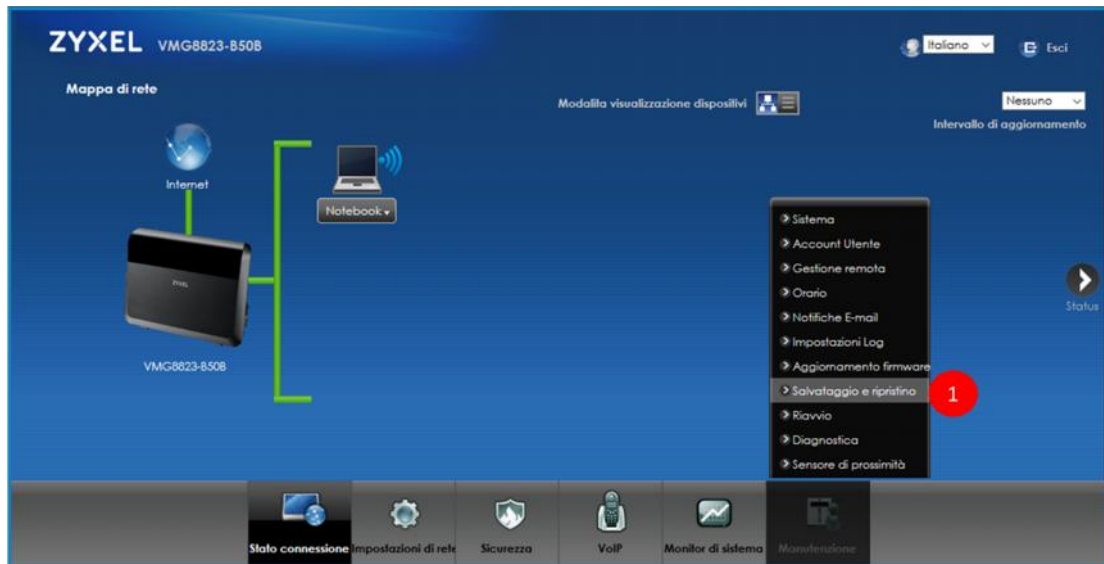 ZYXEL VMG8823-B50B
Italiano
Esci
Mappa di rete
Modalità visualizzazione dispositivi
Nessuno
Intervallo di aggiornamento
Internet
Notebook
ZYXEL
VMG8823-B50B
Sistema
Account Utente
Gestione remota
Orario
Notifiche E-mail
Impostazioni Log
Aggiornamento firmware
Salvataggio e ripristino
1
Riavvio
Diagnostica
Sensore di prossimità
Status
Stato connessione
Impostazioni di rete
Sicurezza
VoIP
Monitor di sistema
Manutenzione